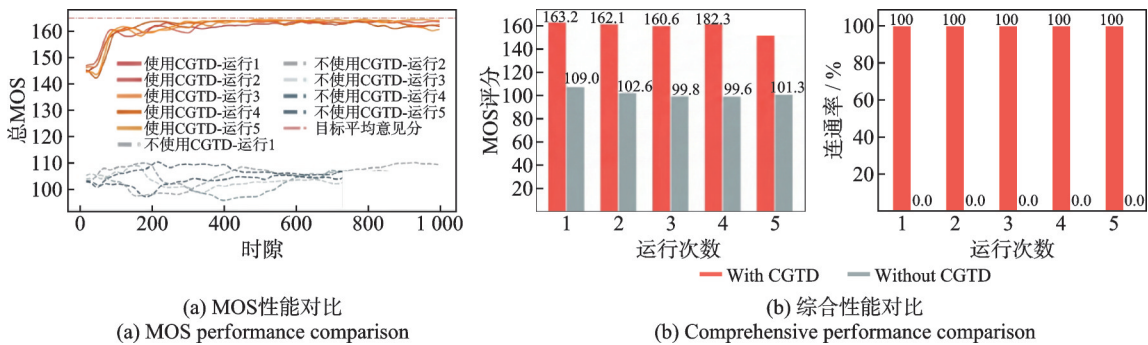 总MOS
160
150
140
130
120
110
100
使用CGTD-运行1
使用CGTD-运行2
使用CGTD-运行3
使用CGTD-运行4
使用CGTD-运行5
不使用CGTD-运行1
不使用CGTD-运行2
不使用CGTD-运行3
不使用CGTD-运行4
不使用CGTD-运行5
目标平均意见分
0 200 400 600 800 1 000
时隙
(a) MOS性能对比
(a) MOS performance comparison
MOS评分
160
140
120
100
80
60
40
20
163.2 162.1 160.6 182.3
109.0 102.6 99.8 99.6 101.3
1 2 3 4 5
运行次数
连通率 / %
100
80
60
40
20
100 100 100 100 100
0.0 0.0 0.0 0.0 0.0
1 2 3 4 5
运行次数
With CGTD Without CGTD
(b) 综合性能对比
(b) Comprehensive performance comparison